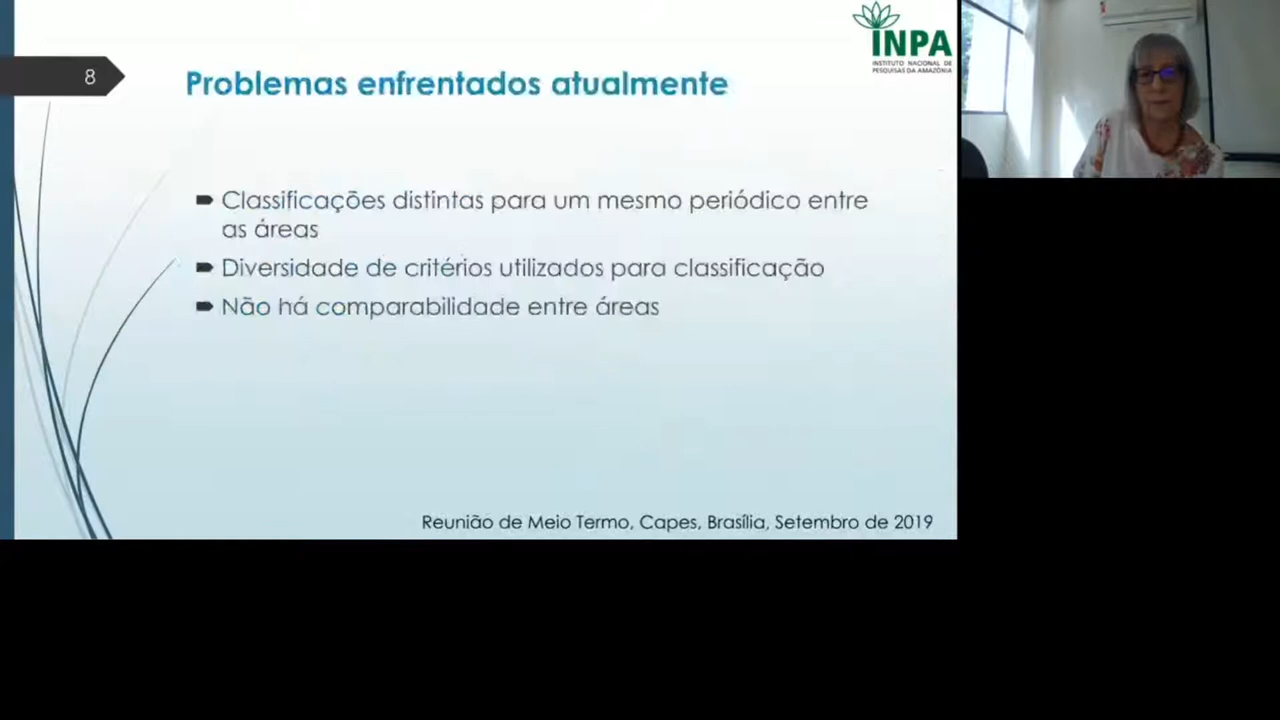 INPA
INSTITUTO NACIONAL DE
PESQUISAS DA AMAZÔNIA
8
Problemas enfrentados atualmente
Classificações distintas para um mesmo periódico entre
as áreas
Diversidade de critérios utilizados para classificação
Não há comparabilidade entre áreas
Reunião de Meio Termo, Capes, Brasília, Setembro de 2019